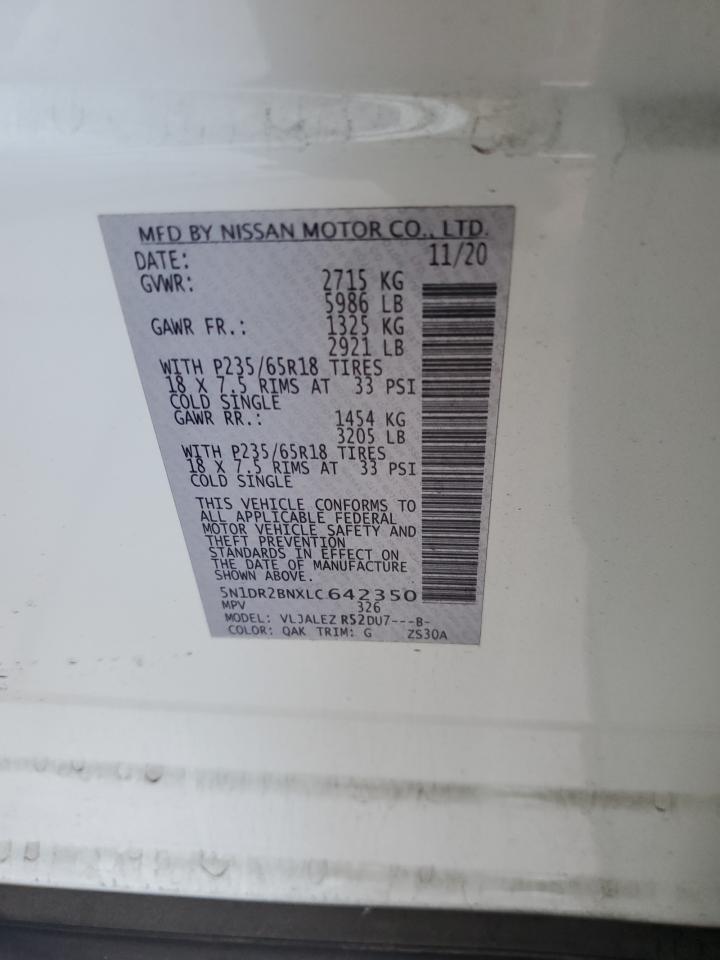 MFD BY NISSAN MOTOR CO., LTD.
DATE: 11/20
GVWR: 2715 KG
5986 LB
GAWR FR.: 1325 KG
2921 LB
WITH P235/65R18 TIRES
18 X 7.5 RIMS AT 33 PSI
COLD SINGLE
GAWR RR.: 1454 KG
3205 LB
WITH P235/65R18 TIRES
18 X 7.5 RIMS AT 33 PSI
COLD SINGLE
THIS VEHICLE CONFORMS TO
ALL APPLICABLE FEDERAL
MOTOR VEHICLE SAFETY AND
THEFT PREVENTION
STANDARDS IN EFFECT ON
THE DATE OF MANUFACTURE
SHOWN ABOVE.
5N1DR2BNXLC642350
MPV 326
MODEL: VLJALEZ R52DU7---B-
COLOR: QAK TRIM: G ZS30A